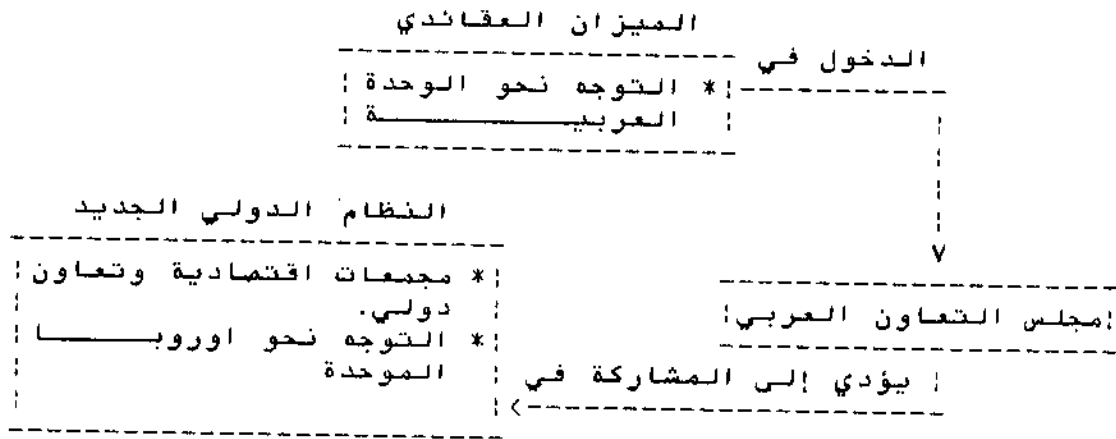 الميزان العقائدي
الدخول في
* التوجه نحو الوحدة
العربيـــــــــــة
النظام الدولي الجديد
* مجمعات اقتصادية وتعاون
دولي.
* التوجه نحو اوروبـــــا
الموحدة
مجلس التعاون العربي
يؤدي إلى المشاركة في